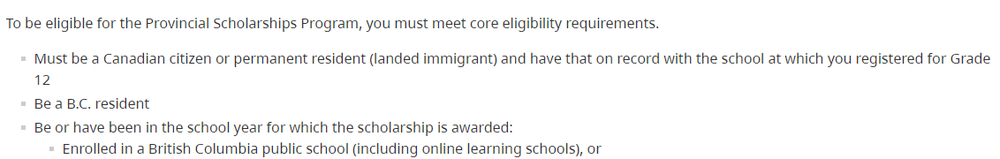 To be eligible for the Provincial Scholarships Program, you must meet core eligibility requirements.
Must be a Canadian citizen or permanent resident (landed immigrant) and have that on record with the school at which you registered for Grade
12
Be a B.C. resident
Be or have been in the school year for which the scholarship is awarded:
Enrolled in a British Columbia public school (including online learning schools), or